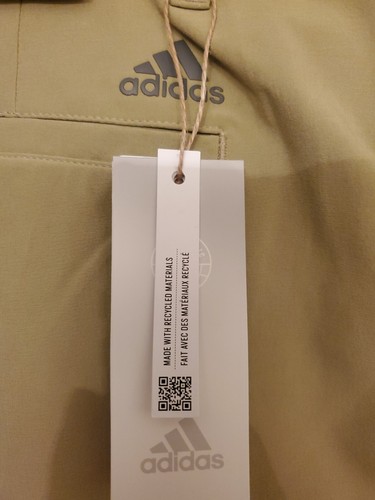 adidas
MADE WITH RECYCLED MATERIALS
FAIT AVEC DES MATÉRIAUX RECYCLÉ
adidas